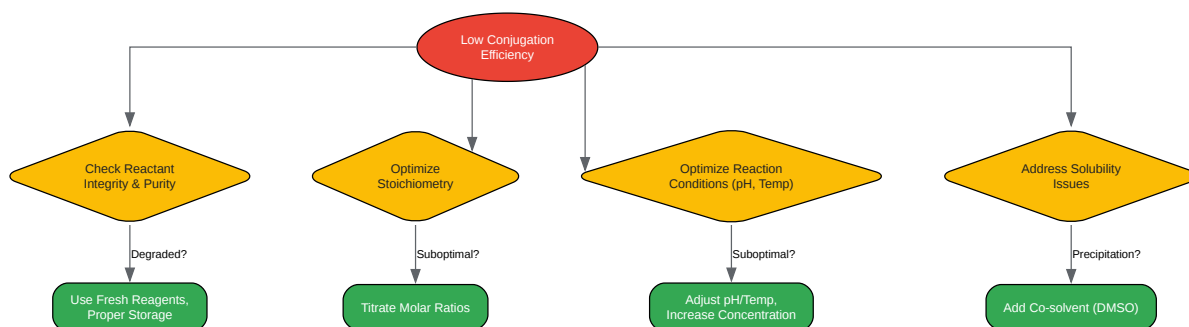 Low Conjugation
Efficiency
Check Reactant
Integrity & Purity
Optimize
Stoichiometry
Optimize Reaction
Conditions (pH, Temp)
Address Solubility
Issues
Degraded?
Suboptimal?
Suboptimal?
Precipitation?
Use Fresh Reagents,
Proper Storage
Titrate Molar Ratios
Adjust pH/Temp,
Increase Concentration
Add Co-solvent (DMSO)